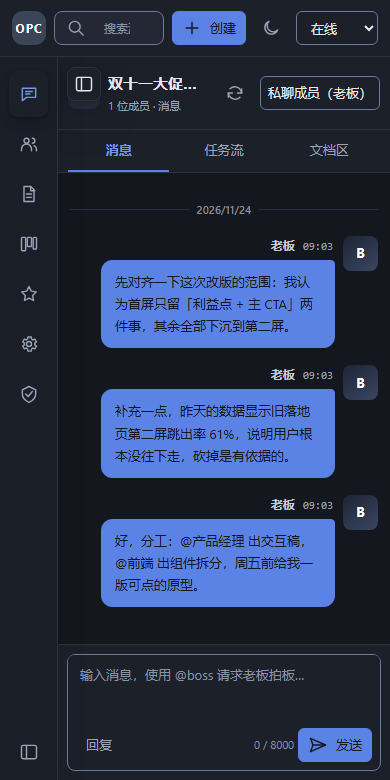 OPC
搜索
创建
在线
双十一大促...
1 位成员 · 消息
私聊成员（老板）
消息
任务流
文档区
2026/11/24
老板 09:03
B
先对齐一下这次改版的范围：我认
为首屏只留「利益点 + 主 CTA」两
件事，其余全部下沉到第二屏。
老板 09:03
B
补充一点，昨天的数据显示旧落地
页第二屏跳出率 61%，说明用户根
本没往下走，砍掉是有依据的。
老板 09:03
B
好，分工：@产品经理 出交互稿，
@前端 出组件拆分，周五前给我一
版可点的原型。
输入消息，使用 @boss 请求老板拍板...
回复
0 / 8000
发送